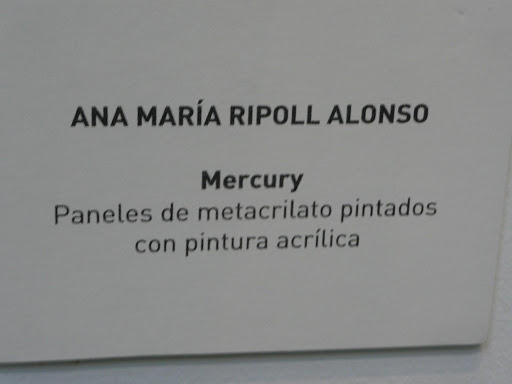 ANA MARÍA RIPOLL ALONSO
Mercury
Paneles de metacrilato pintados
con pintura acrílica